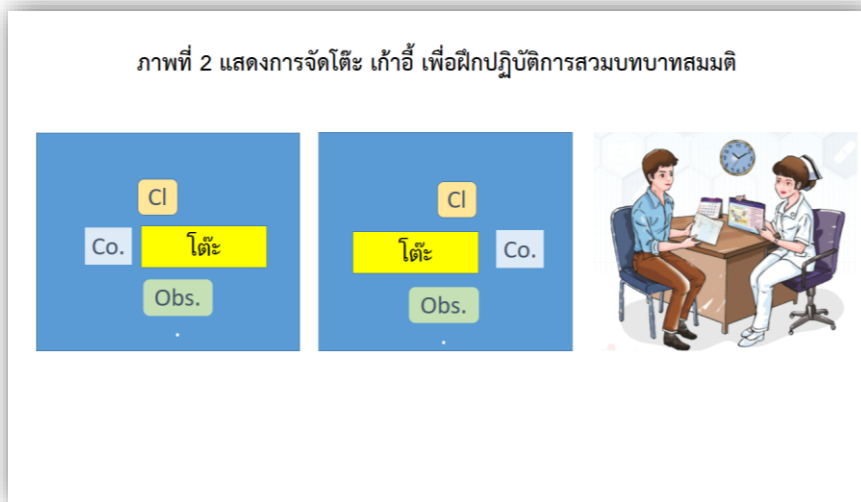 ภาพที่ 2 แสดงการจัดโต๊ะ เก้าอี้ เพื่อฝึกปฏิบัติการสวมบทบาทสมมติ
Cl
Co.
โต๊ะ
Obs.
.
Cl
โต๊ะ
Co.
Obs.
.